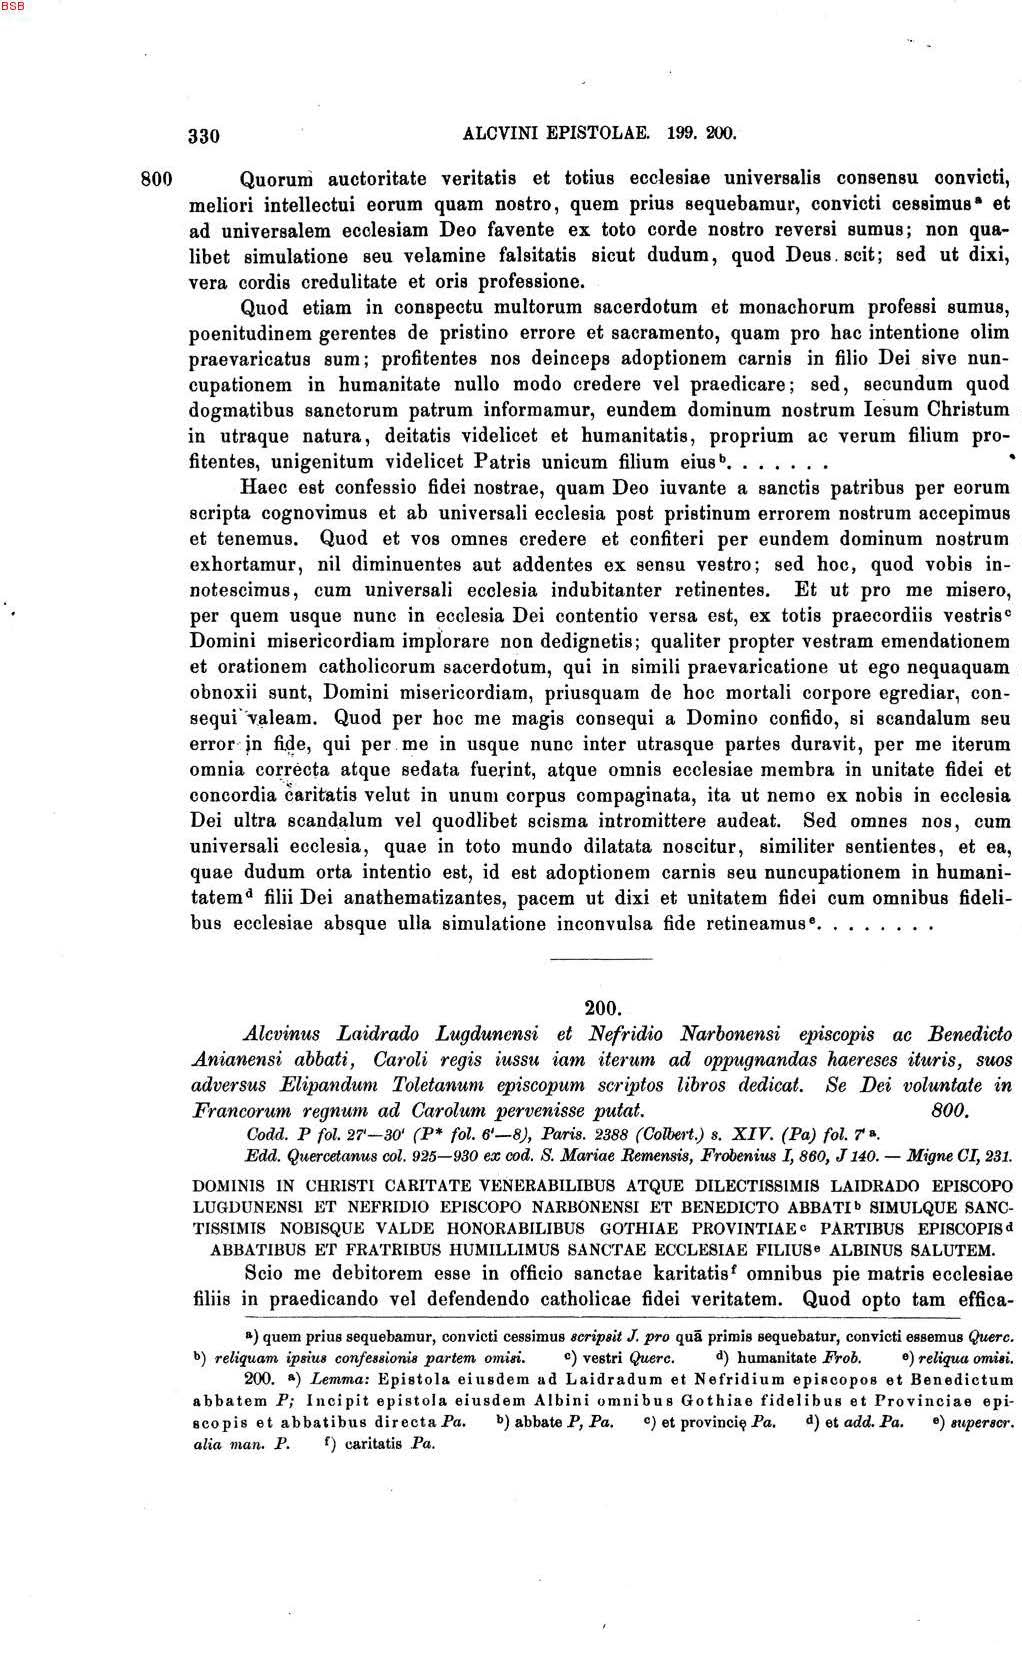 BSB
330 ALCVINI EPISTOLAE. 199. 200.
800 Quorum auctoritate veritatis et totius ecclesiae universalis consensu convicti,
meliori intellectui eorum quam nostro, quem prius sequebamur, convicti cessimus a et
ad universalem ecclesiam Deo favente ex toto corde nostro reversi sumus; non qua-
libet simulatione seu velamine falsitatis sicut dudum, quod Deus scit; sed ut dixi,
vera cordis credulitate et oris professione.
Quod etiam in conspectu multorum sacerdotum et monachorum professi sumus,
poenitudinem gerentes de pristino errore et sacramento, quam pro hac intentione olim
praevaricatus sum; profitentes nos deinceps adoptionem carnis in filio Dei sive nun-
cupationem in humanitate nullo modo credere vel praedicare; sed, secundum quod
dogmatibus sanctorum patrum informamur, eundem dominum nostrum Iesum Christum
in utraque natura, deitatis videlicet et humanitatis, proprium ac verum filium pro-
fitentes, unigenitum videlicet Patris unicum filium eius b. . . . . . .
Haec est confessio fidei nostrae, quam Deo iuvante a sanctis patribus per eorum
scripta cognovimus et ab universali ecclesia post pristinum errorem nostrum accepimus
et tenemus. Quod et vos omnes credere et confiteri per eundem dominum nostrum
exhortamur, nil diminuentes aut addentes ex sensu vestro; sed hoc, quod vobis in-
notescimus, cum universali ecclesia indubitanter retinentes. Et ut pro me misero,
per quem usque nunc in ecclesia Dei contentio versa est, ex totis praecordiis vestris c
Domini misericordiam implorare non dedignetis; qualiter propter vestram emendationem
et orationem catholicorum sacerdotum, qui in simili praevaricatione ut ego nequaquam
obnoxii sunt, Domini misericordiam, priusquam de hoc mortali corpore egrediar, con-
sequi valeam. Quod per hoc me magis consequi a Domino confido, si scandalum seu
error in fide, qui per me in usque nunc inter utrasque partes duravit, per me iterum
omnia correcta atque sedata fuerint, atque omnis ecclesiae membra in unitate fidei et
concordia caritatis velut in unum corpus compaginata, ita ut nemo ex nobis in ecclesia
Dei ultra scandalum vel quodlibet scisma intromittere audeat. Sed omnes nos, cum
universali ecclesia, quae in toto mundo dilatata noscitur, similiter sentientes, et ea,
quae dudum orta intentio est, id est adoptionem carnis seu nuncupationem in humani-
tatem d filii Dei anathematizantes, pacem ut dixi et unitatem fidei cum omnibus fideli-
bus ecclesiae absque ulla simulatione inconvulsa fide retineamus e. . . . . . . .
200.
Alcvinus Laidrado Lugdunensi et Nefridio Narbonensi episcopis ac Benedicto
Anianensi abbati, Caroli regis iussu iam iterum ad oppugnandas haereses ituris, suos
adversus Elipandum Toletanum episcopum scriptos libros dedicat. Se Dei voluntate in
Francorum regnum ad Carolum pervenisse putat. 800.
Codd. P fol. 27'—30' (P* fol. 6'—8), Paris. 2388 (Colbert.) s. XIV. (Pa) fol. 7' a.
Edd. Quercetanus col. 925—930 ex cod. S. Mariae Remensis, Frobenius I, 860, J 140. — Migne CI, 231.
DOMINIS IN CHRISTI CARITATE VENERABILIBUS ATQUE DILECTISSIMIS LAIDRADO EPISCOPO
LUGDUNENSI ET NEFRIDIO EPISCOPO NARBONENSI ET BENEDICTO ABBATI b SIMULQUE SANC-
TISSIMIS NOBISQUE VALDE HONORABILIBUS GOTHIAE PROVINTIAE c PARTIBUS EPISCOPIS d
ABBATIBUS ET FRATRIBUS HUMILLIMUS SANCTAE ECCLESIAE FILIUS e ALBINUS SALUTEM.
Scio me debitorem esse in officio sanctae karitatis f omnibus pie matris ecclesiae
filiis in praedicando vel defendendo catholicae fidei veritatem. Quod opto tam effica-
a) quem prius sequebamur, convicti cessimus scripsit J. pro quā primis sequebatur, convicti essemus Querc.
b) reliquam ipsius confessionis partem omisi. c) vestri Querc. d) humanitate Frob. e) reliqua omisi.
200. a) Lemma: Epistola eiusdem ad Laidradum et Nefridium episcopos et Benedictum
abbatem P; Incipit epistola eiusdem Albini omnibus Gothiae fidelibus et Provinciae epi-
scopis et abbatibus directa Pa. b) abbate P, Pa. c) et provincię Pa. d) et add. Pa. e) superscr.
alia man. P. f) caritatis Pa.